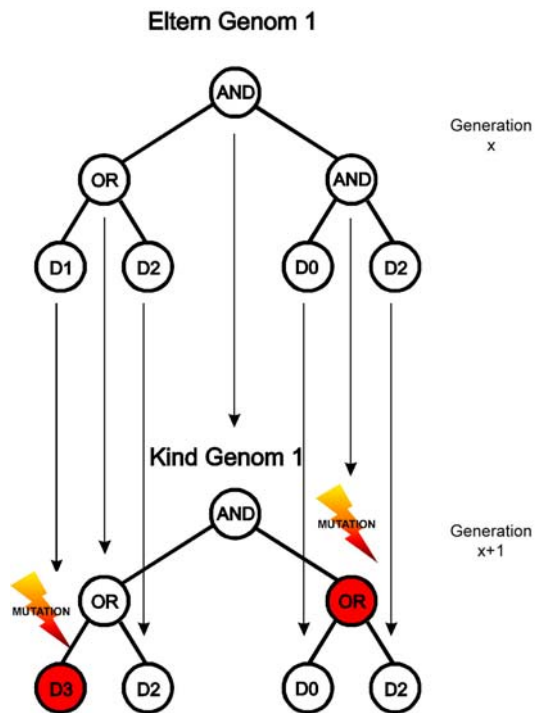 Eltern Genom 1
AND
Generation
x
OR
AND
D1
D2
D0
D2
Kind Genom 1
AND
MUTATION
Generation
x+1
MUTATION
OR
OR
D3
D2
D0
D2